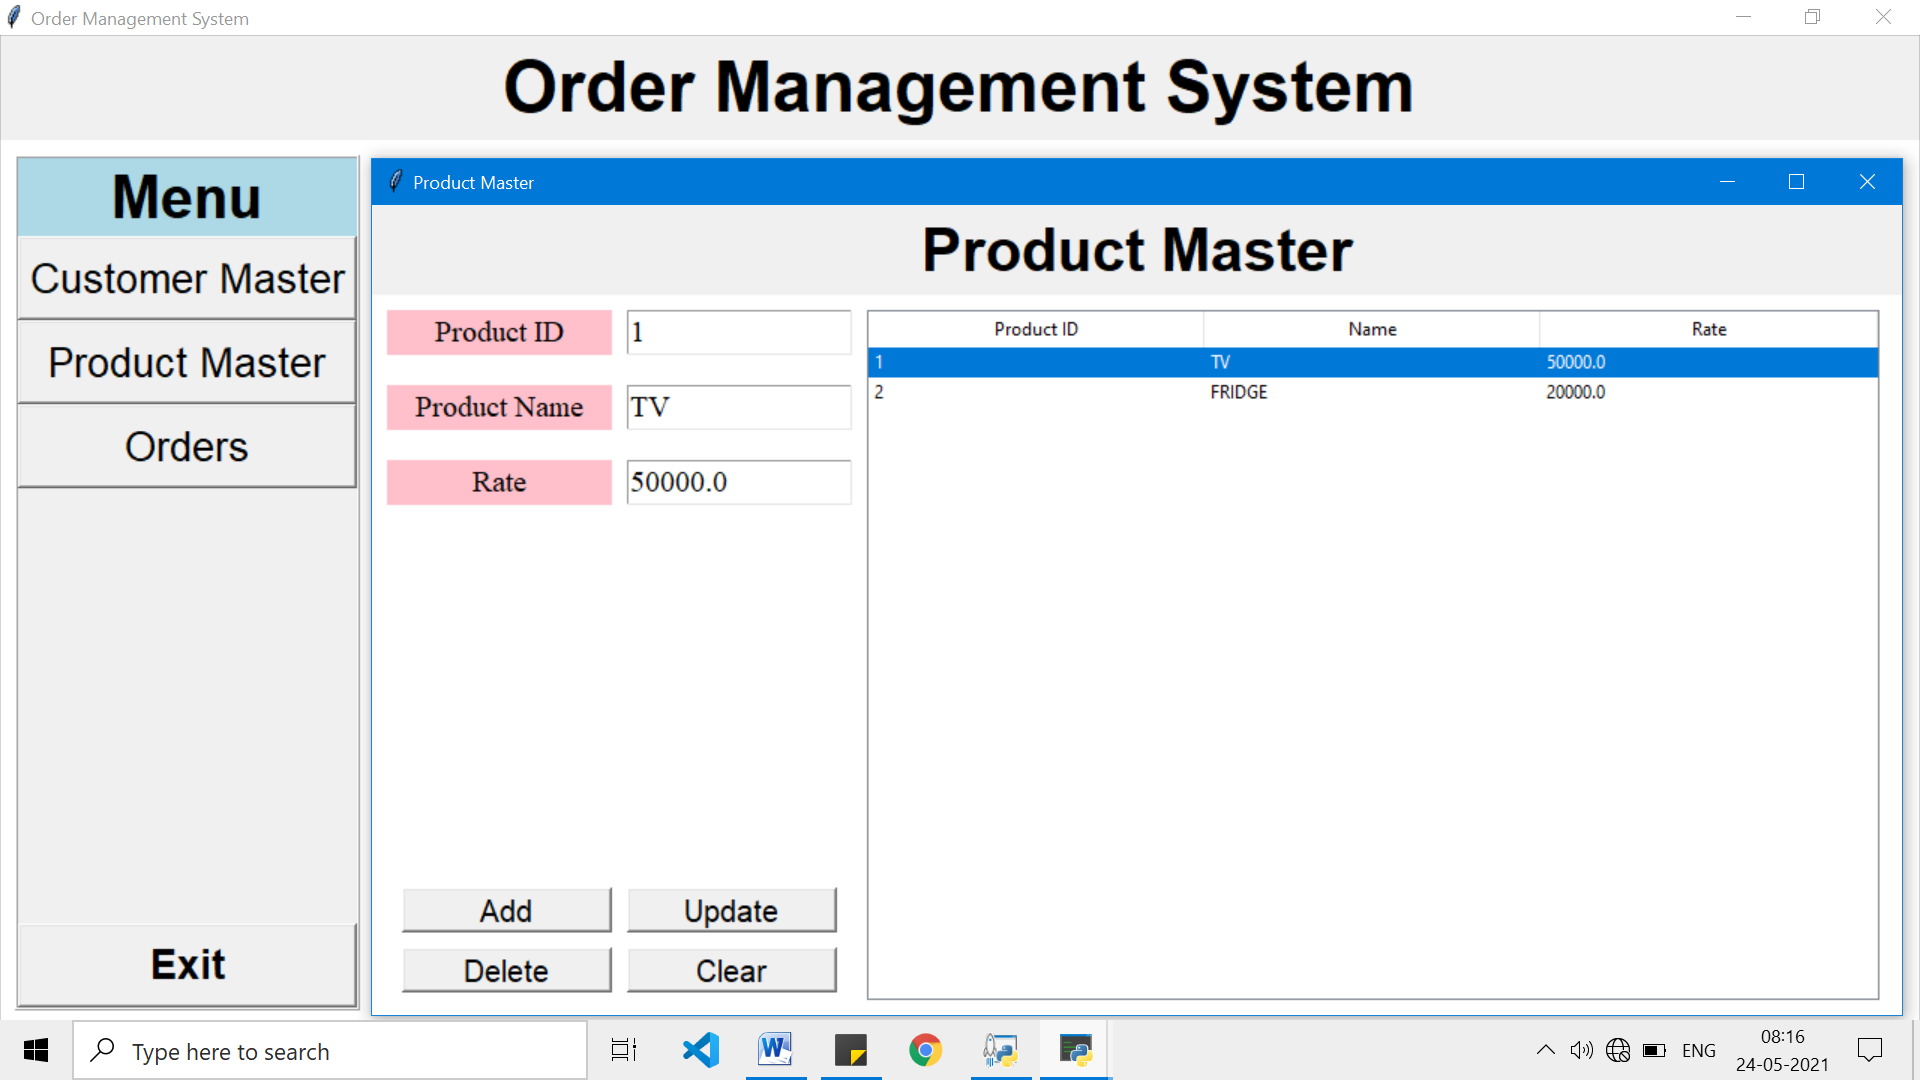 Order Management System
Order Management System
Menu
Customer Master
Product Master
Orders
Exit
Product Master
Product Master
Product ID 1
Product Name TV
Rate 50000.0
Add Update
Delete Clear
Product ID Name Rate
1 TV 50000.0
2 FRIDGE 20000.0
Type here to search
W
ENG
08:16
24-05-2021